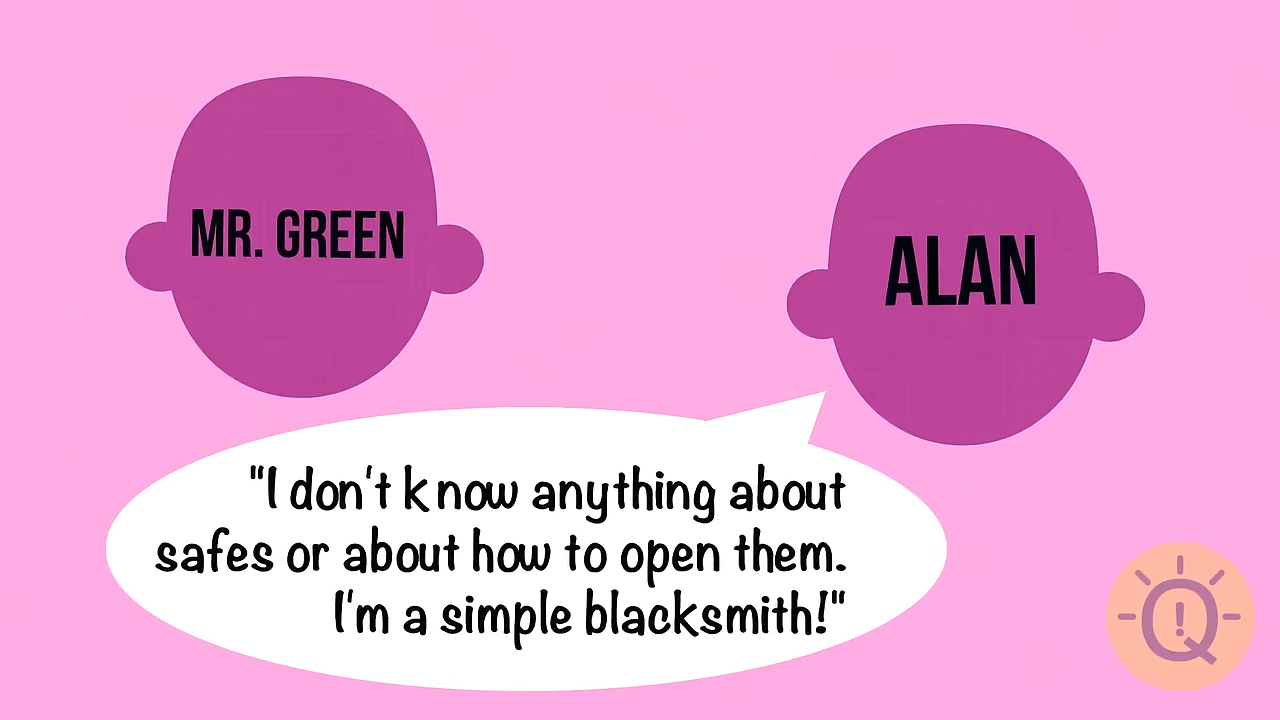 MR. GREEN
ALAN
"I don't know anything about
safes or about how to open them.
I'm a simple blacksmith!"
Q!